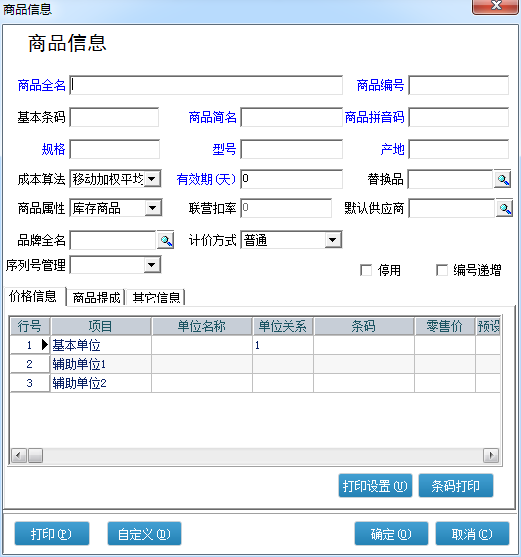 商品信息
商品信息
商品全名 商品编号
基本条码 商品简名 商品拼音码
规格 型号 产地
成本算法 移动加权平均 有效期(天) 0 替换品
商品属性 库存商品 联营扣率 0 默认供应商
品牌全名 计价方式 普通
序列号管理 停用 编号递增
价格信息 商品提成 其它信息
行号 项目 单位名称 单位关系 条码 零售价 预设
1 基本单位 1
2 辅助单位1
3 辅助单位2
打印设置(U) 条码打印
打印(P) 自定义(D) 确定(O) 取消(C)